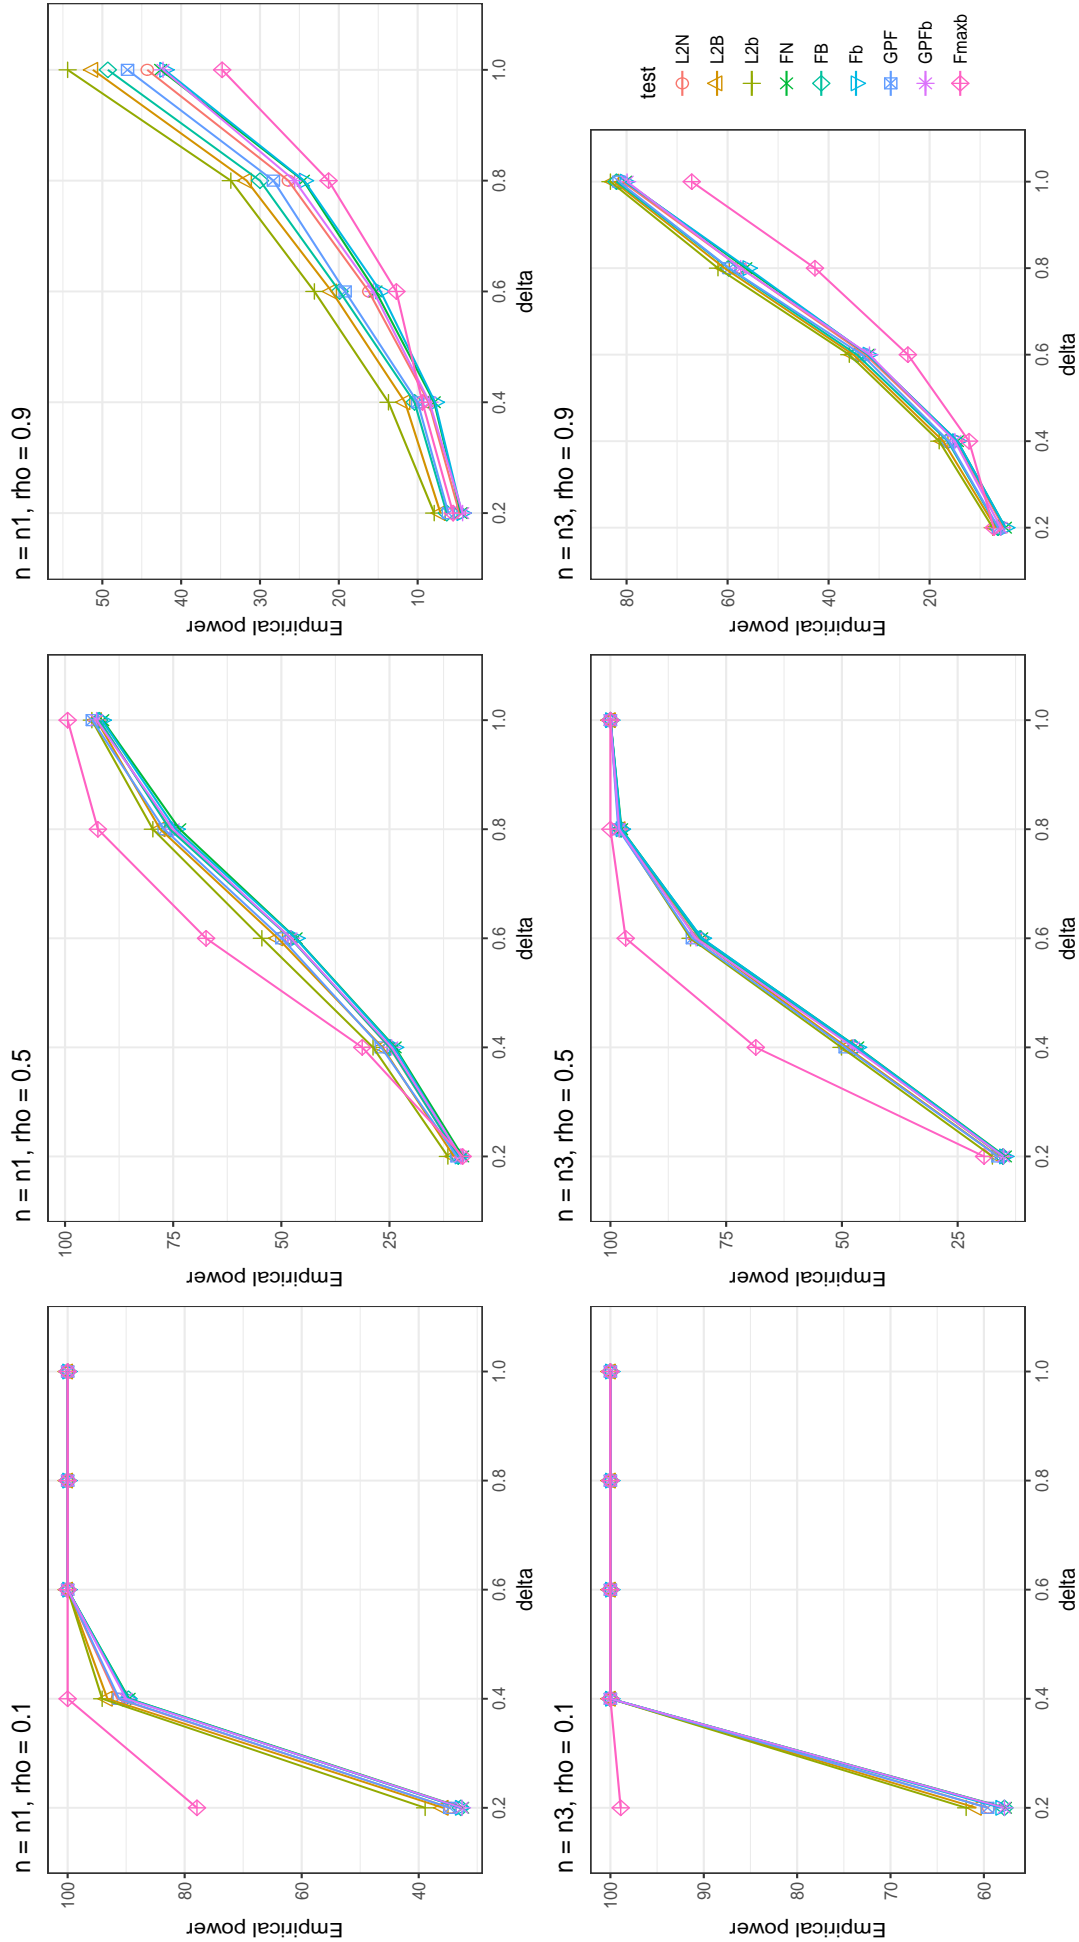 n = n1, rho = 0.1
Empirical power
100
80
60
40
0.2
0.4
0.6
0.8
1.0
delta
n = n1, rho = 0.5
Empirical power
100
75
50
25
0.2
0.4
0.6
0.8
1.0
delta
n = n1, rho = 0.9
Empirical power
50
40
30
20
10
0.2
0.4
0.6
0.8
1.0
delta
n = n3, rho = 0.1
Empirical power
100
90
80
70
60
0.2
0.4
0.6
0.8
1.0
delta
n = n3, rho = 0.5
Empirical power
100
75
50
25
0.2
0.4
0.6
0.8
1.0
delta
n = n3, rho = 0.9
Empirical power
80
60
40
20
0.2
0.4
0.6
0.8
1.0
delta
test
L2N
L2B
L2b
FN
FB
Fb
GPF
GPFb
Fmaxb